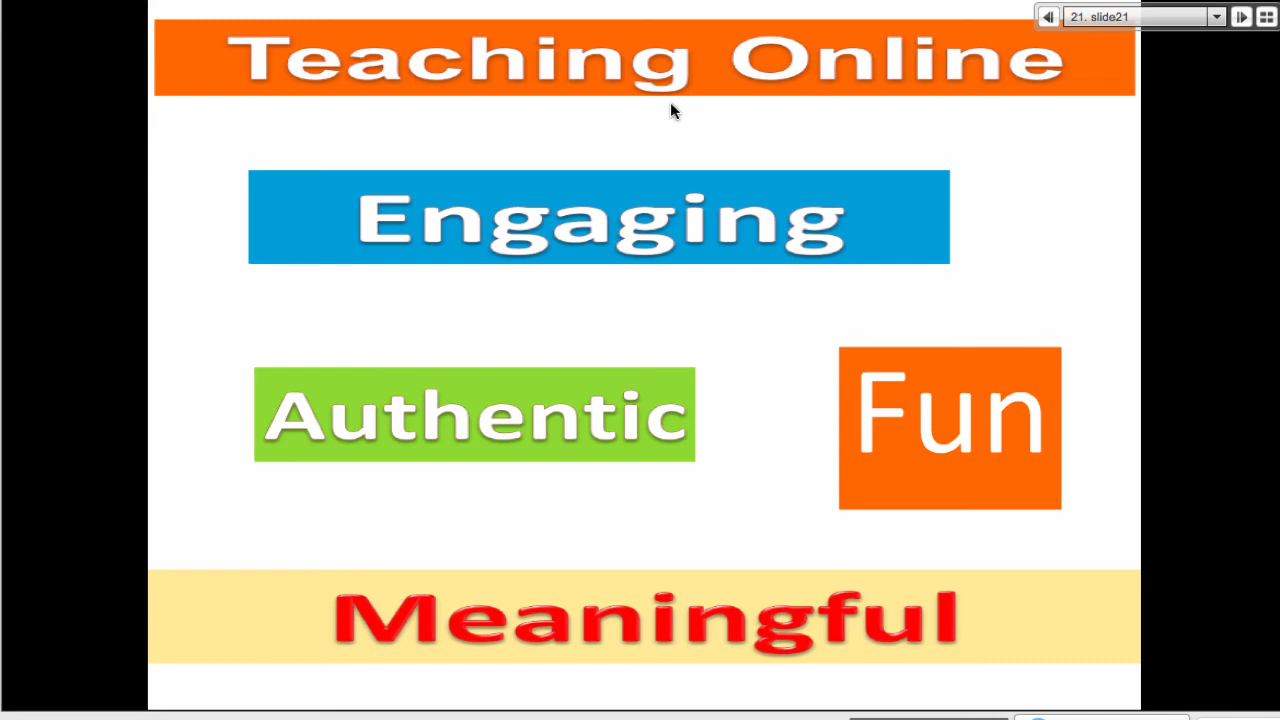 21. slide21
Teaching Online
Engaging
Authentic
Fun
Meaningful